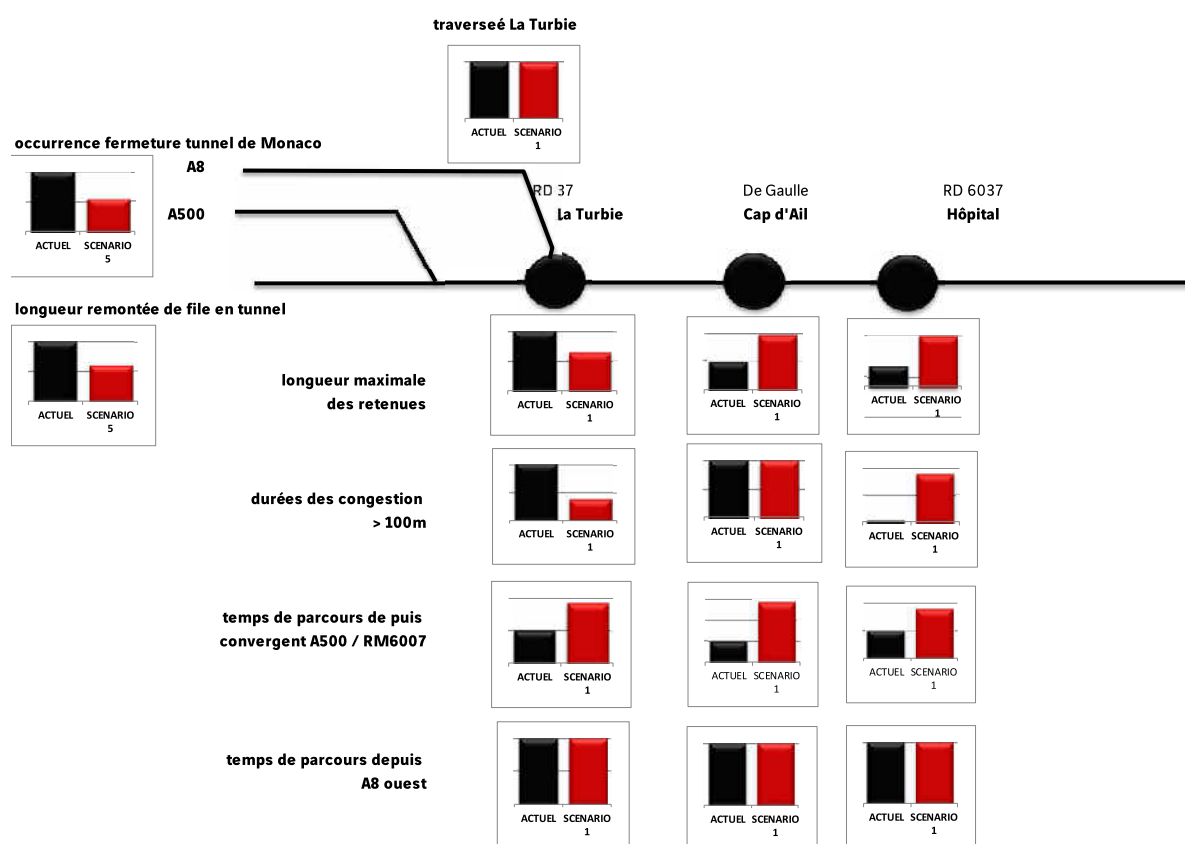 traverseé La Turbie
ACTUEL SCENARIO
1
occurrence fermeture tunnel de Monaco
A8
ACTUEL SCENARIO
5
A500
RD 37
La Turbie
De Gaulle
Cap d'Ail
RD 6037
Hôpital
longueur remontée de file en tunnel
ACTUEL SCENARIO
5
longueur maximale
des retenues
ACTUEL SCENARIO
1
ACTUEL SCENARIO
1
ACTUEL SCENARIO
1
durées des congestion
> 100m
ACTUEL SCENARIO
1
ACTUEL SCENARIO
1
ACTUEL SCENARIO
1
temps de parcours de puis
convergent A500 / RM6007
ACTUEL SCENARIO
1
ACTUEL SCENARIO
1
ACTUEL SCENARIO
1
temps de parcours depuis
A8 ouest
ACTUEL SCENARIO
1
ACTUEL SCENARIO
1
ACTUEL SCENARIO
1